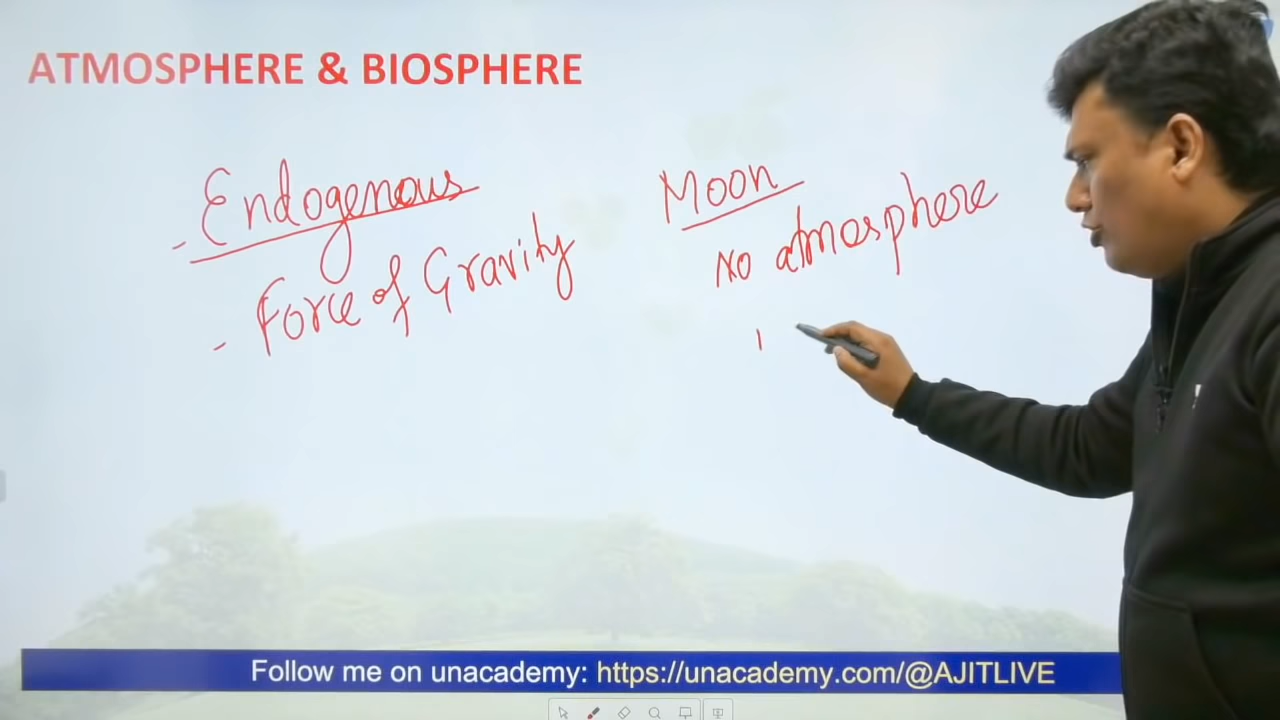 ATMOSPHERE & BIOSPHERE
- Endogenous
- Force of Gravity
Moon
No atmosphere
Follow me on unacademy: https://unacademy.com/@AJITLIVE